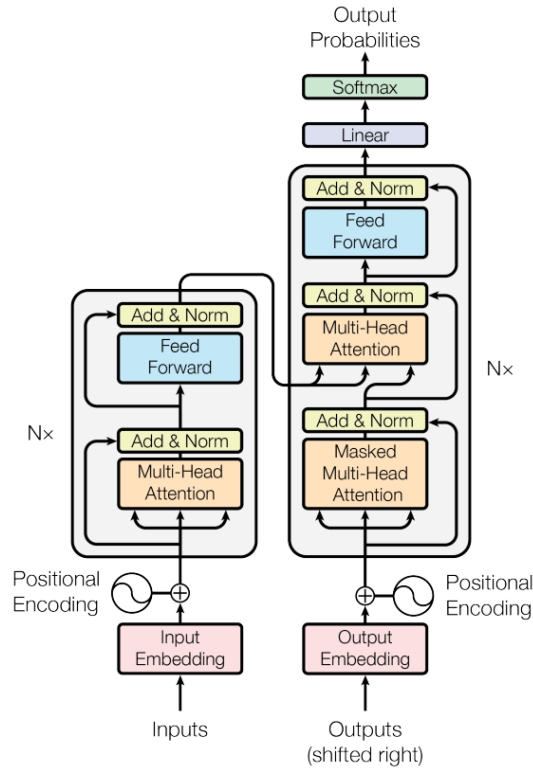 Output
Probabilities
Softmax
Linear
Add & Norm
Feed
Forward
Add & Norm
Multi-Head
Attention
N×
Add & Norm
Masked
Multi-Head
Attention
Positional
Encoding
Output
Embedding
Outputs
(shifted right)
Add & Norm
Feed
Forward
N×
Add & Norm
Multi-Head
Attention
Positional
Encoding
Input
Embedding
Inputs